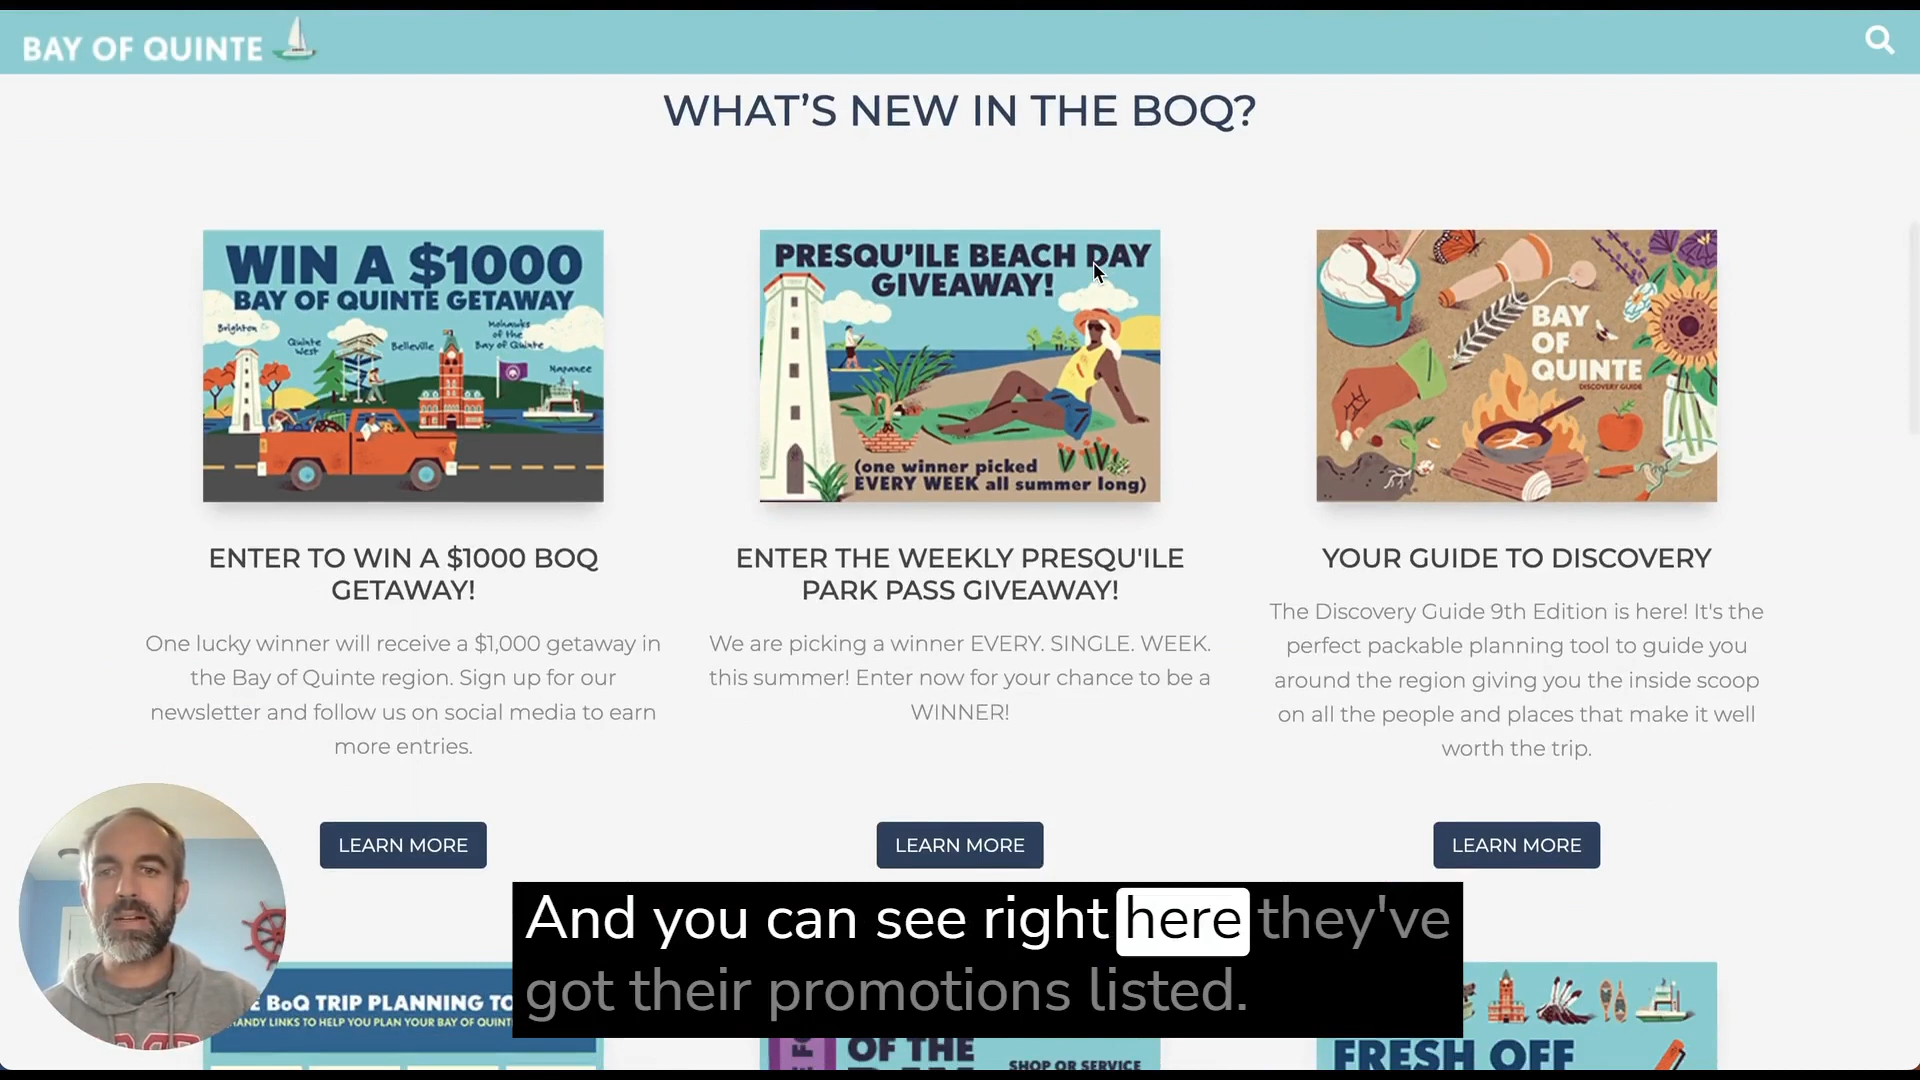 BAY OF QUINTE
WHAT'S NEW IN THE BOQ?
WIN A $1000
BAY OF QUINTE GETAWAY
Brighton
Quinte
West
Belleville
Mohawks
of the
Bay of Quinte
Napanee
ENTER TO WIN A $1000 BOQ
GETAWAY!
One lucky winner will receive a $1,000 getaway in
the Bay of Quinte region. Sign up for our
newsletter and follow us on social media to earn
more entries.
LEARN MORE
PRESQU'ILE BEACH DAY
GIVEAWAY!
(one winner picked
EVERY WEEK all summer long)
ENTER THE WEEKLY PRESQU'ILE
PARK PASS GIVEAWAY!
We are picking a winner EVERY. SINGLE. WEEK.
this summer! Enter now for your chance to be a
WINNER!
LEARN MORE
BAY
OF
QUINTE
DISCOVERY GUIDE
YOUR GUIDE TO DISCOVERY
The Discovery Guide 9th Edition is here! It's the
perfect packable planning tool to guide you
around the region giving you the inside scoop
on all the people and places that make it well
worth the trip.
LEARN MORE
And you can see right here they've
got their promotions listed.
BoQ TRIP PLANNING
LINKS TO HELP YOU PLAN YOUR BAY OF
OF THE
SHOP OR SERVICE
FRESH OFF